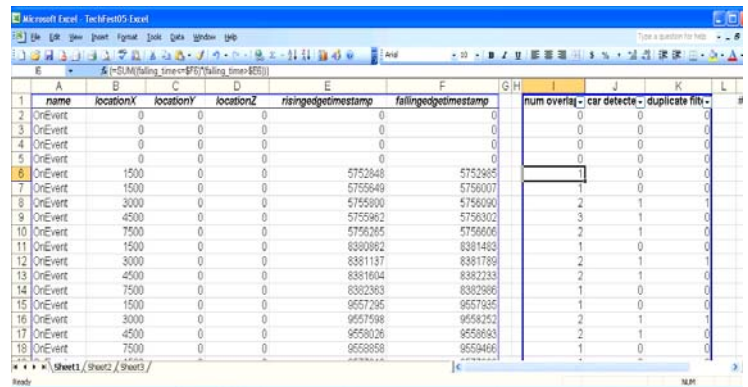 Microsoft Excel - TechFest05-Excel
File Edit View Insert Format Tools Data Window Help Type a question for help
Arial 10 B I U
I6 fx {=SUM((falling_time<=$F6)*(falling_time>$E6))}
A B C D E F G H I J K L
1 name locationX locationY locationZ risingedgetimestamp fallingedgetimestamp num overlap car detecte duplicate filte #
2 OnEvent 0 0 0 0 0 0 0 0
3 OnEvent 0 0 0 0 0 0 0 0
4 OnEvent 0 0 0 0 0 0 0 0
5 OnEvent 0 0 0 0 0 0 0 0
6 OnEvent 1500 0 0 5752848 5752985 1 0 0
7 OnEvent 1500 0 0 5755649 5756007 1 0 0
8 OnEvent 3000 0 0 5755800 5756090 2 1 1
9 OnEvent 4500 0 0 5755962 5756302 3 1 0
10 OnEvent 7500 0 0 5756265 5756606 2 1 0
11 OnEvent 1500 0 0 8380862 8381483 1 0 0
12 OnEvent 3000 0 0 8381137 8381789 2 1 1
13 OnEvent 4500 0 0 8381604 8382233 2 1 0
14 OnEvent 7500 0 0 8382363 8382986 1 0 0
15 OnEvent 1500 0 0 9557295 9557935 1 0 0
16 OnEvent 3000 0 0 9557598 9558252 2 1 1
17 OnEvent 4500 0 0 9558026 9558693 2 1 0
18 OnEvent 7500 0 0 9558858 9559466 1 0 0
Sheet1 Sheet2 Sheet3
Ready NUM